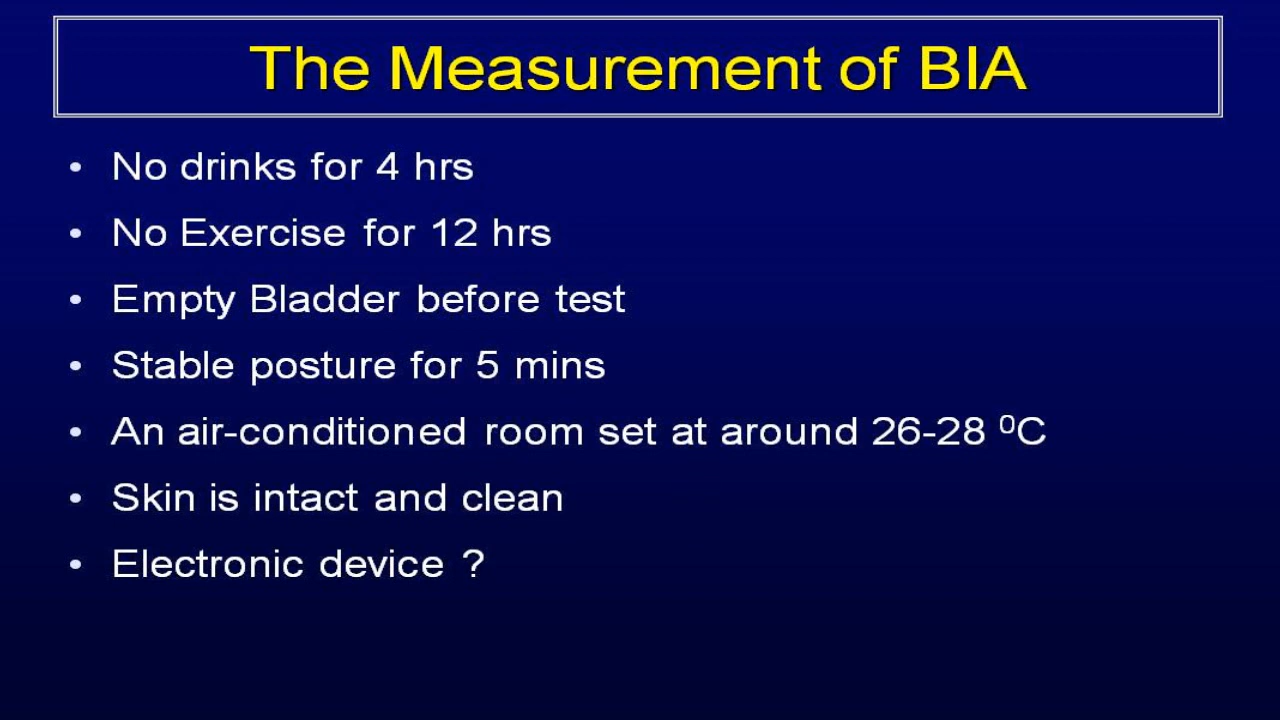 The Measurement of BIA
• No drinks for 4 hrs
• No Exercise for 12 hrs
• Empty Bladder before test
• Stable posture for 5 mins
• An air-conditioned room set at around 26-28 ⁰C
• Skin is intact and clean
• Electronic device ?